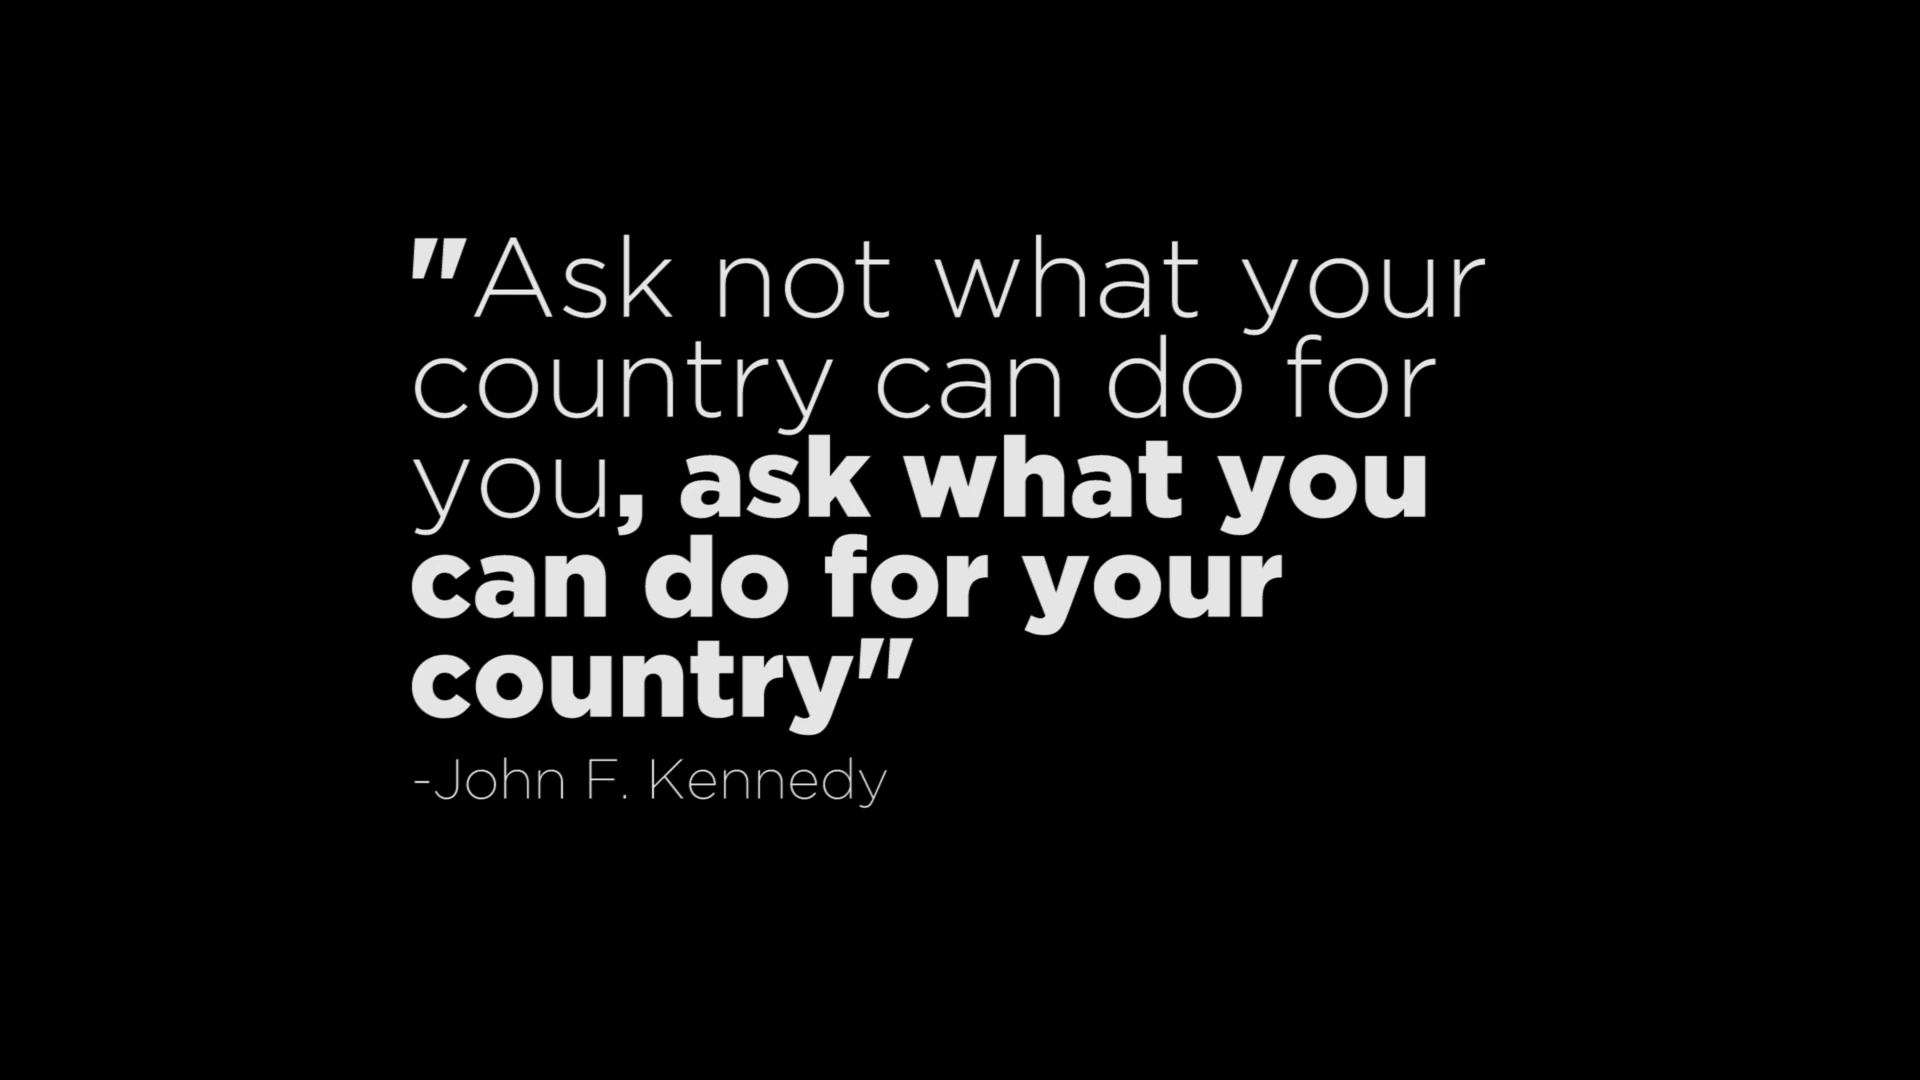 "Ask not what your
country can do for
you, ask what you
can do for your
country"
-John F. Kennedy